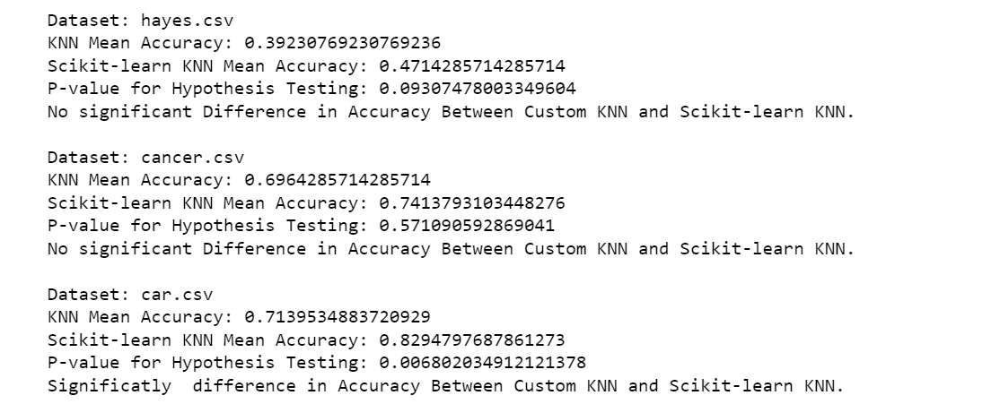 Dataset: hayes.csv
KNN Mean Accuracy: 0.39230769230769236
Scikit-learn KNN Mean Accuracy: 0.4714285714285714
P-value for Hypothesis Testing: 0.09307478003349604
No significant Difference in Accuracy Between Custom KNN and Scikit-learn KNN.
Dataset: cancer.csv
KNN Mean Accuracy: 0.6964285714285714
Scikit-learn KNN Mean Accuracy: 0.7413793103448276
P-value for Hypothesis Testing: 0.571090592869041
No significant Difference in Accuracy Between Custom KNN and Scikit-learn KNN.
Dataset: car.csv
KNN Mean Accuracy: 0.7139534883720929
Scikit-learn KNN Mean Accuracy: 0.8294797687861273
P-value for Hypothesis Testing: 0.006802034912121378
Significatly  difference in Accuracy Between Custom KNN and Scikit-learn KNN.